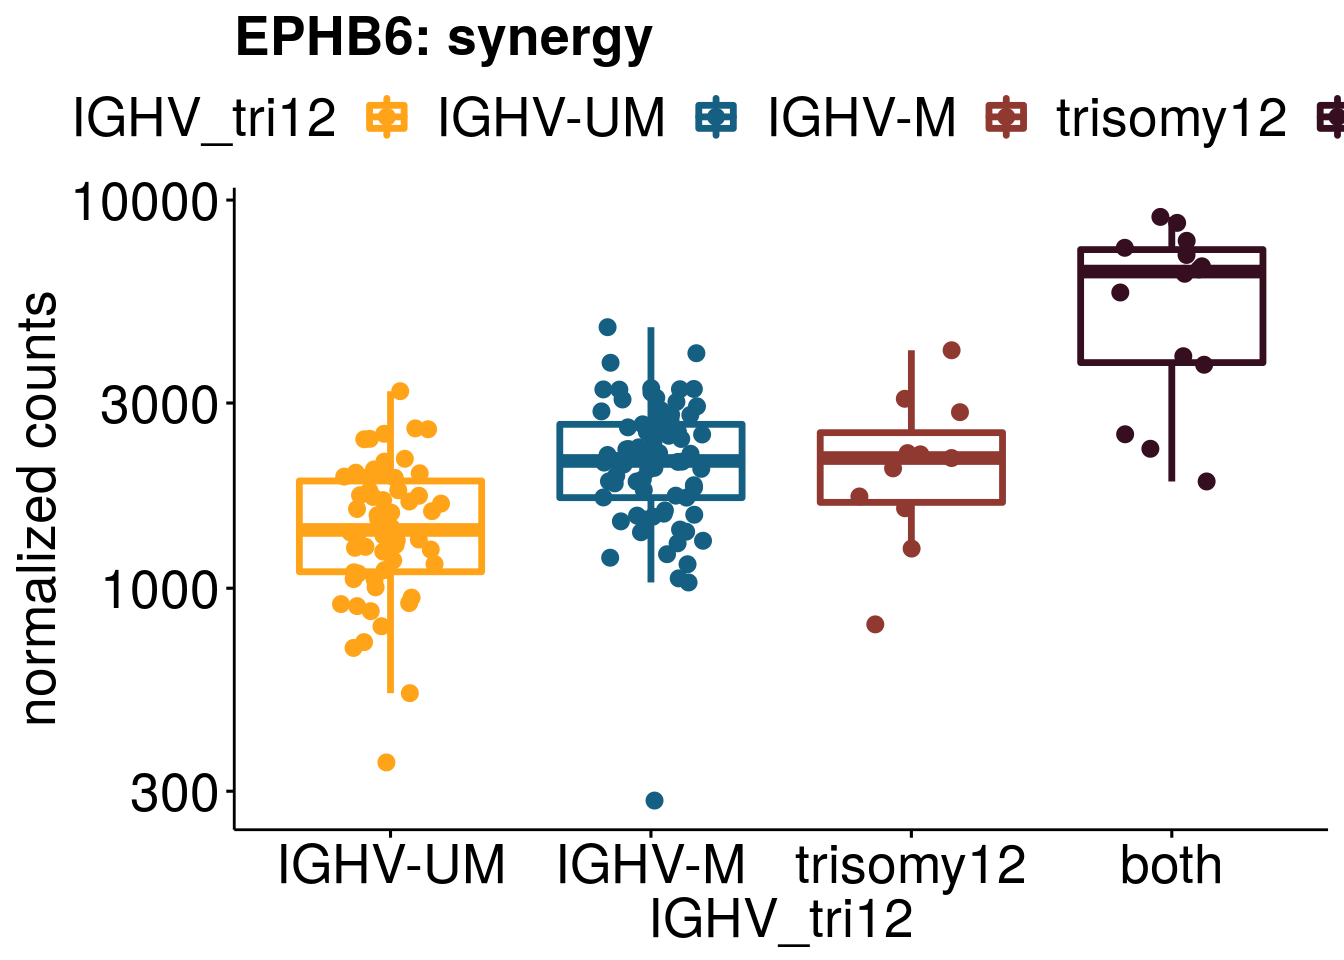 EPHB6: synergy
IGHV_tri12 IGHV-UM IGHV-M trisomy12
10000
3000
1000
300
normalized counts
IGHV-UM IGHV-M trisomy12 both
IGHV_tri12